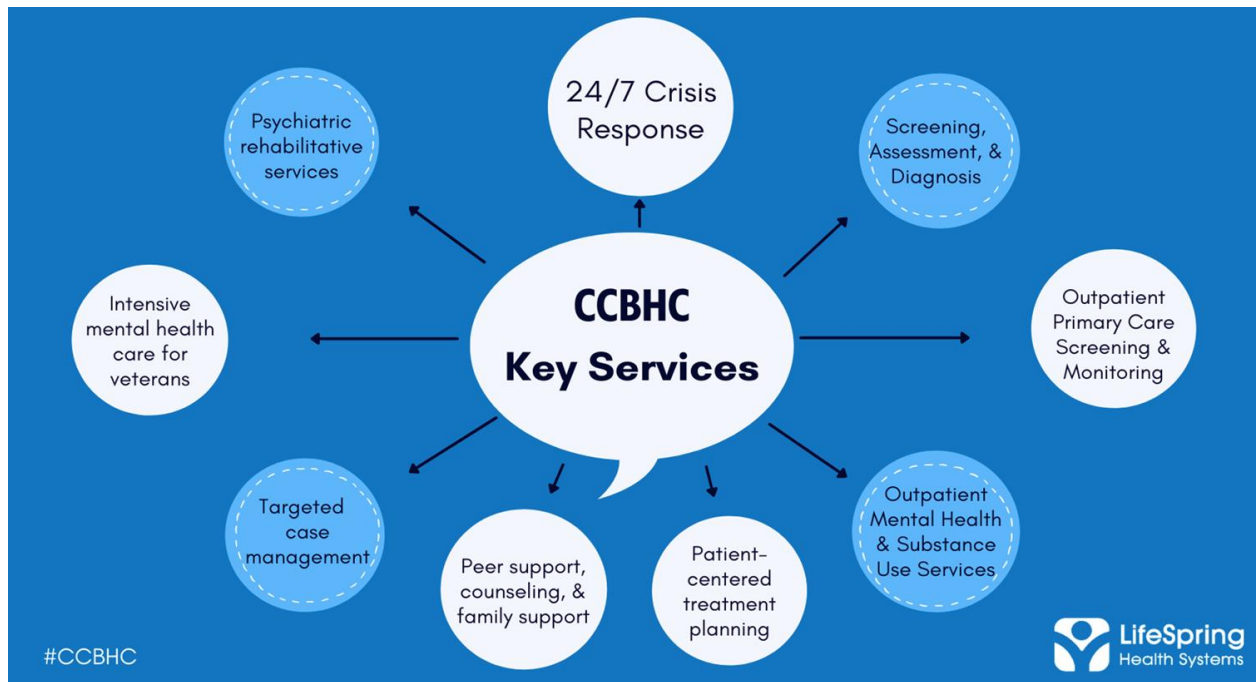 24/7 Crisis
Response
Psychiatric
rehabilitative
services
Screening,
Assessment, &
Diagnosis
CCBHC
Key Services
Intensive
mental health
care for
veterans
Outpatient
Primary Care
Screening &
Monitoring
Targeted
case
management
Peer support,
counseling, &
family support
Patient-
centered
treatment
planning
Outpatient
Mental Health
& Substance
Use Services
#CCBHC
LifeSpring
Health Systems